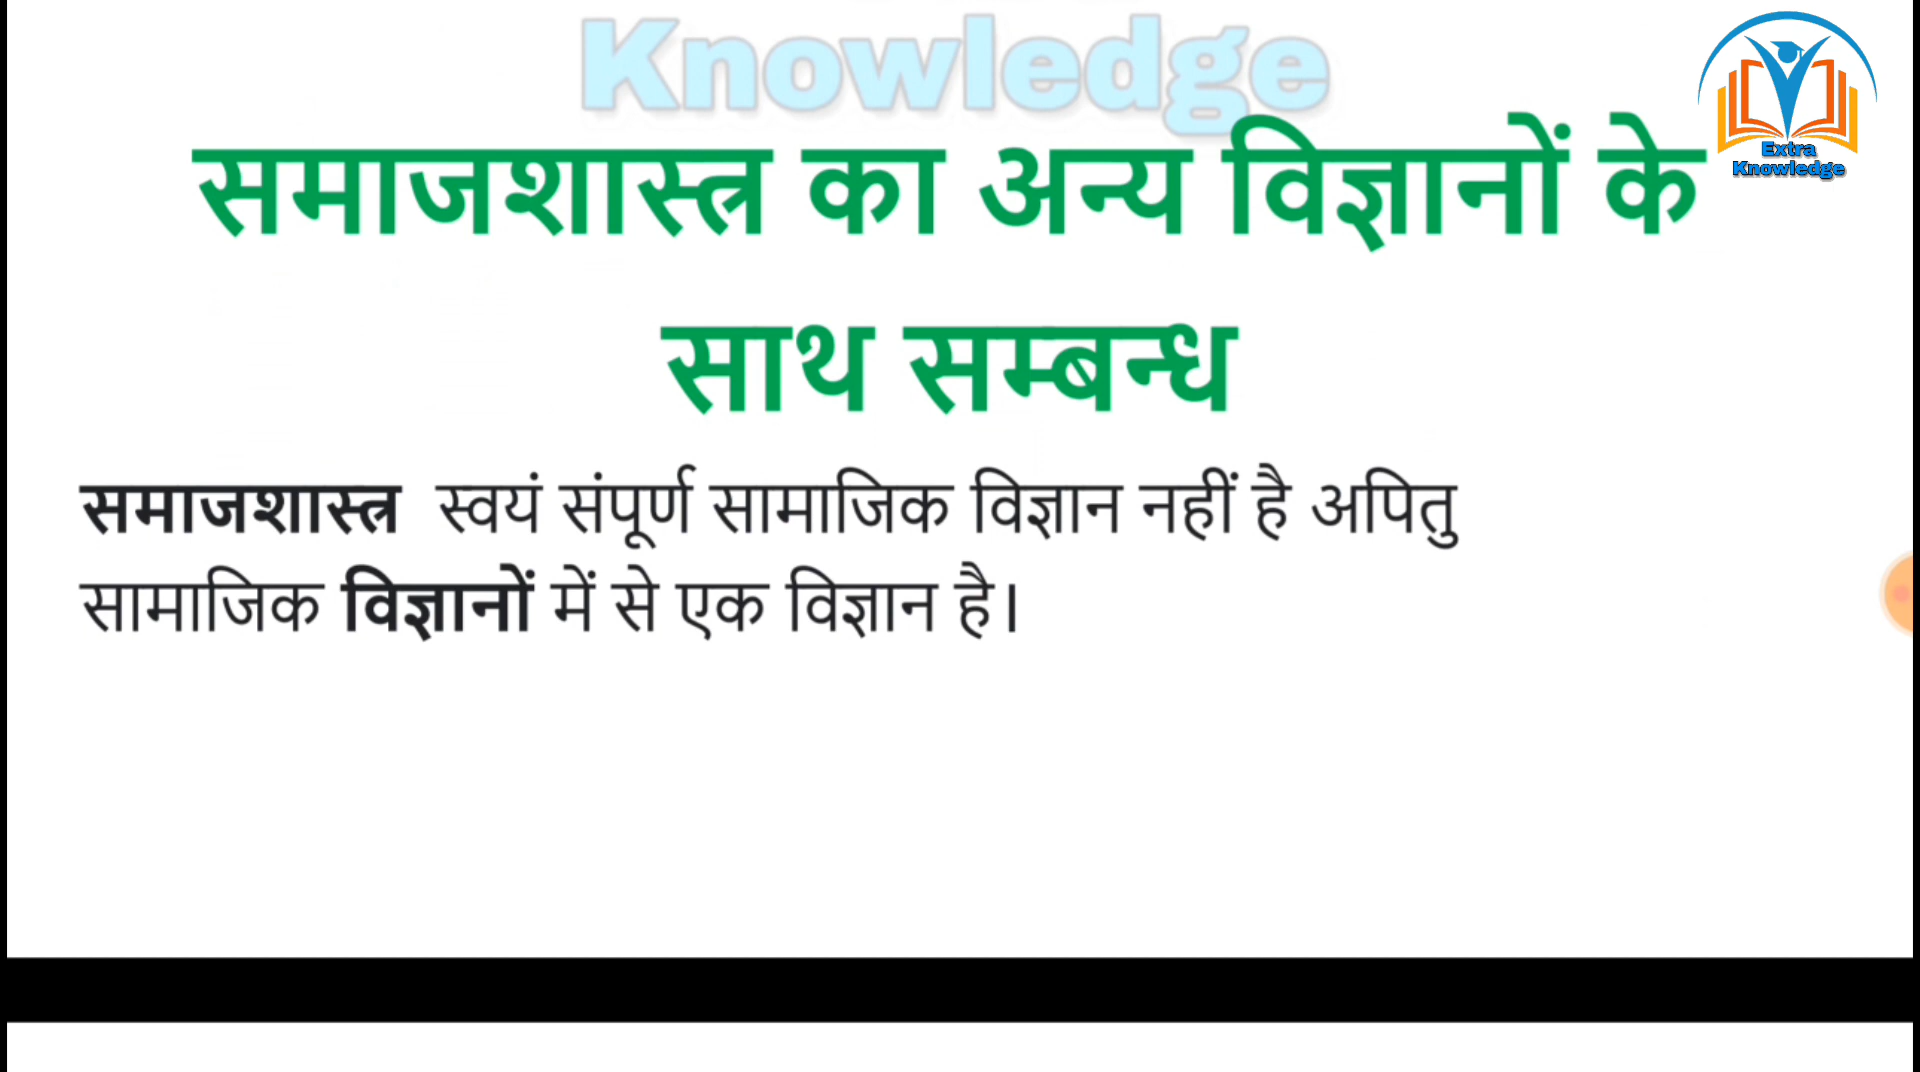 Knowledge
Extra
Knowledge
समाजशास्त्र का अन्य विज्ञानों के
साथ सम्बन्ध
समाजशास्त्र स्वयं संपूर्ण सामाजिक विज्ञान नहीं है अपितु
सामाजिक विज्ञानों में से एक विज्ञान है।